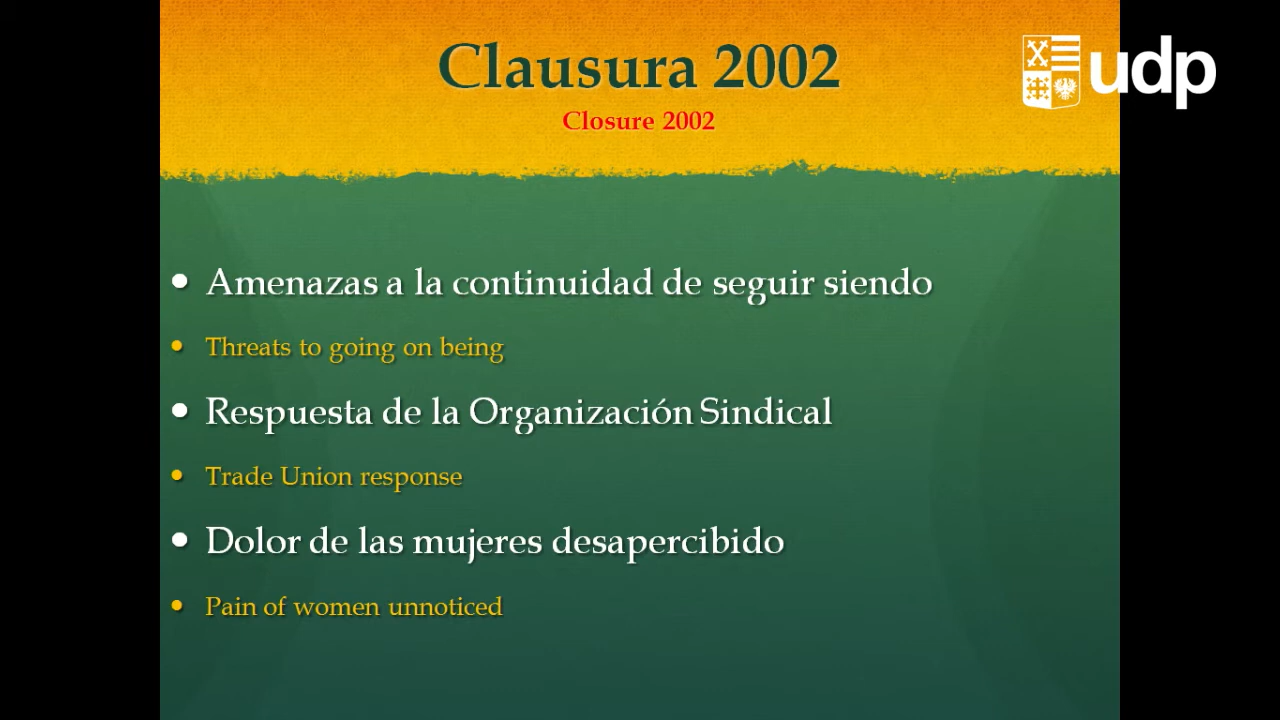 Clausura 2002
Closure 2002
udp
• Amenazas a la continuidad de seguir siendo
• Threats to going on being
• Respuesta de la Organización Sindical
• Trade Union response
• Dolor de las mujeres desapercibido
• Pain of women unnoticed